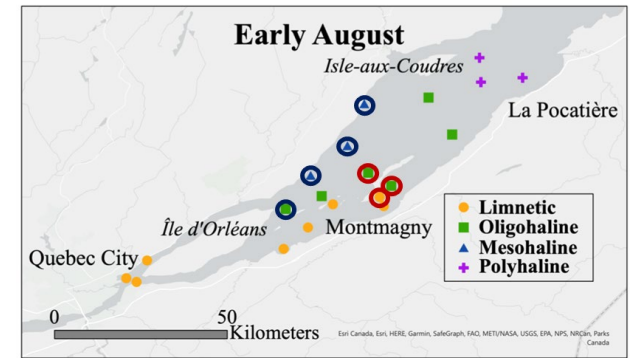 Early August
Isle-aux-Coudres
La Pocatière
Île d'Orléans
Montmagny
Quebec City
Limnetic
Oligohaline
Mesohaline
Polyhaline
0 50
Kilometers
Esri Canada, Esri, HERE, Garmin, SafeGraph, FAO, METI/NASA, USGS, EPA, NPS, NRCan, Parks
Canada